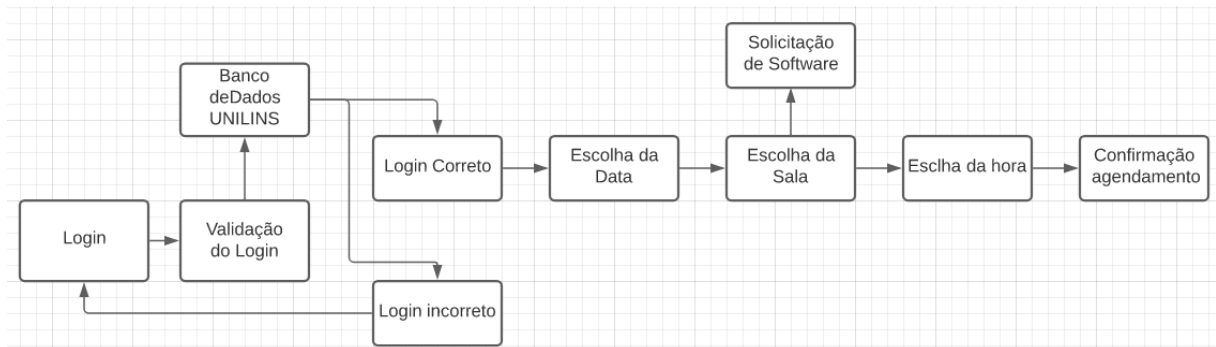 Login
Validação
do Login
Banco
deDados
UNILINS
Login Correto
Login incorreto
Escolha da
Data
Escolha da
Sala
Solicitação
de Software
Esclha da hora
Confirmação
agendamento